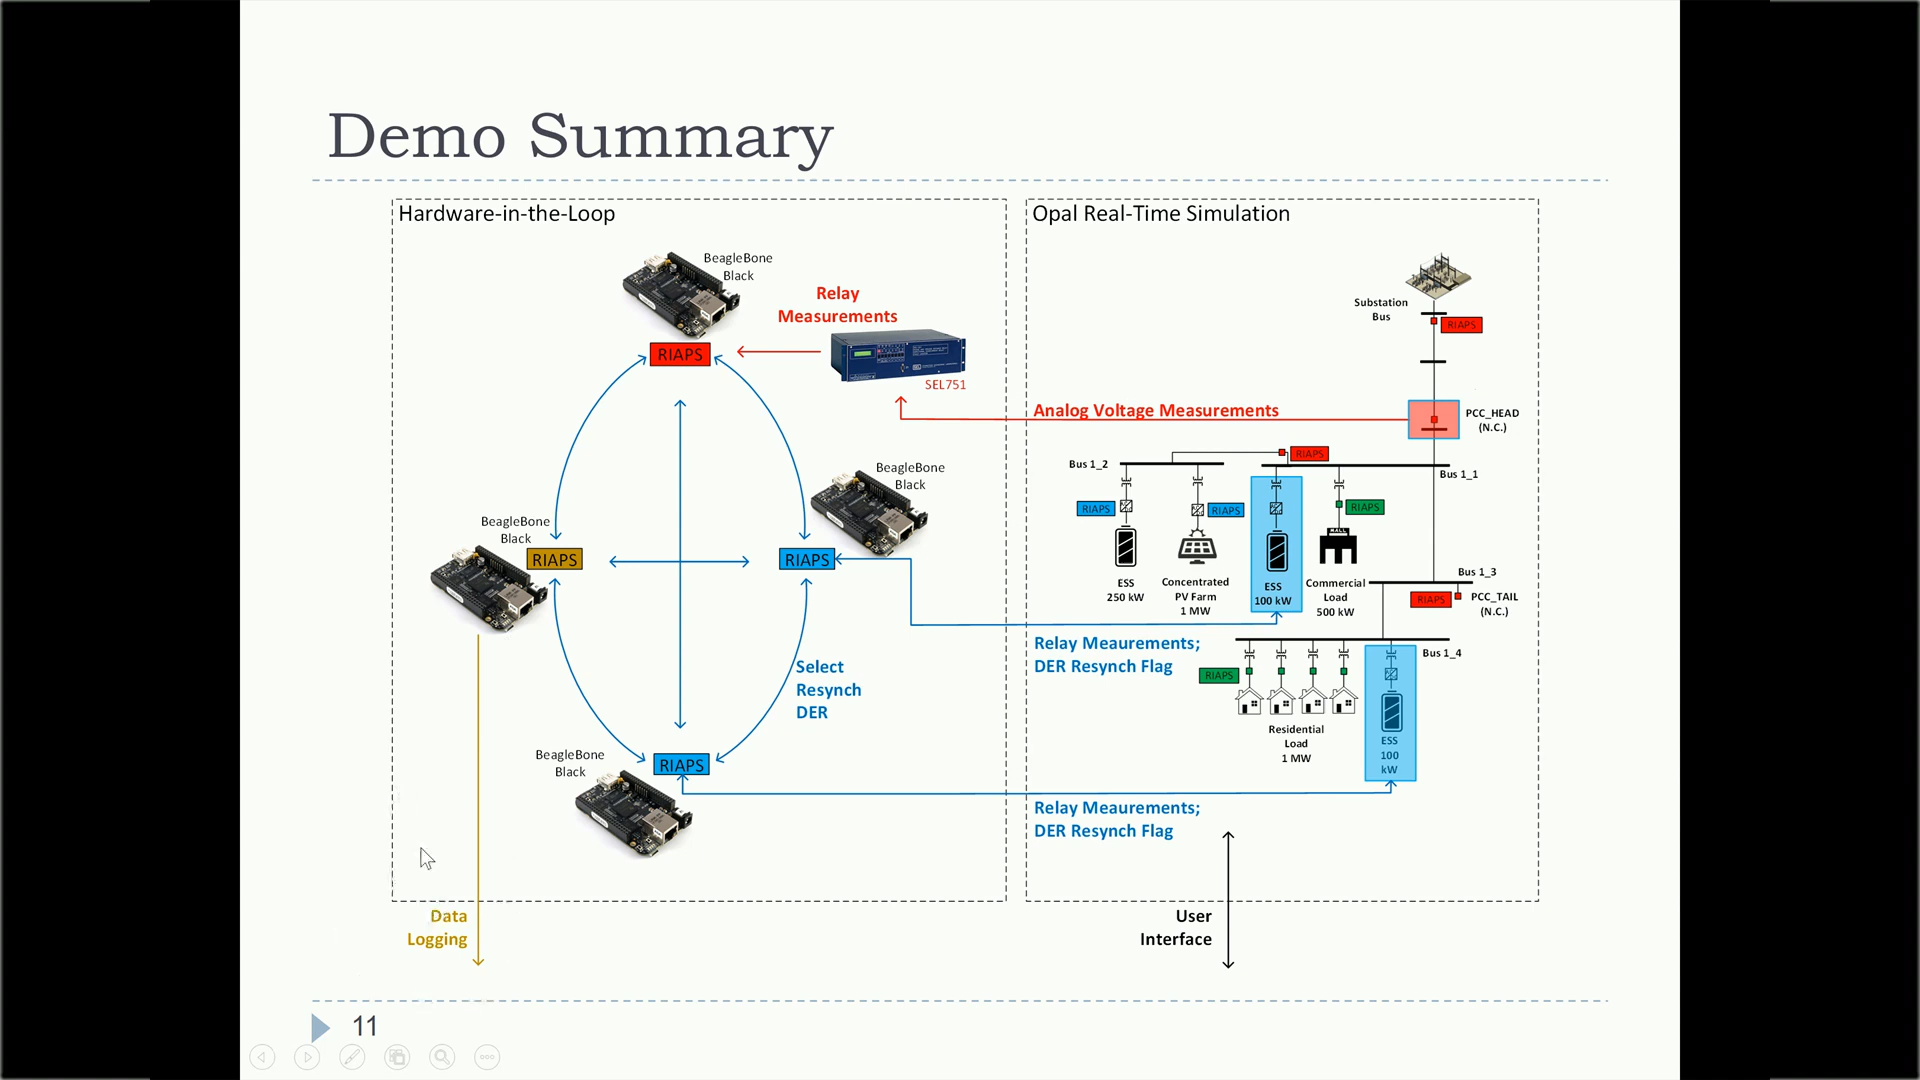 Demo Summary
Hardware-in-the-Loop
BeagleBone
Black
Relay
Measurements
RIAPS
SEL751
BeagleBone
Black
BeagleBone
Black
RIAPS
RIAPS
Select
Resynch
DER
BeagleBone
Black
RIAPS
Data
Logging
Opal Real-Time Simulation
Substation
Bus
RIAPS
Analog Voltage Measurements
PCC_HEAD
(N.C.)
RIAPS
Bus 1_2
Bus 1_1
RIAPS
RIAPS
RIAPS
MALL
ESS
250 kW
Concentrated
PV Farm
1 MW
ESS
100 kW
Commercial
Load
500 kW
Bus 1_3
RIAPS
PCC_TAIL
(N.C.)
Relay Meaurements;
DER Resynch Flag
Bus 1_4
RIAPS
Residential
Load
1 MW
ESS
100
kW
Relay Meaurements;
DER Resynch Flag
User
Interface
11